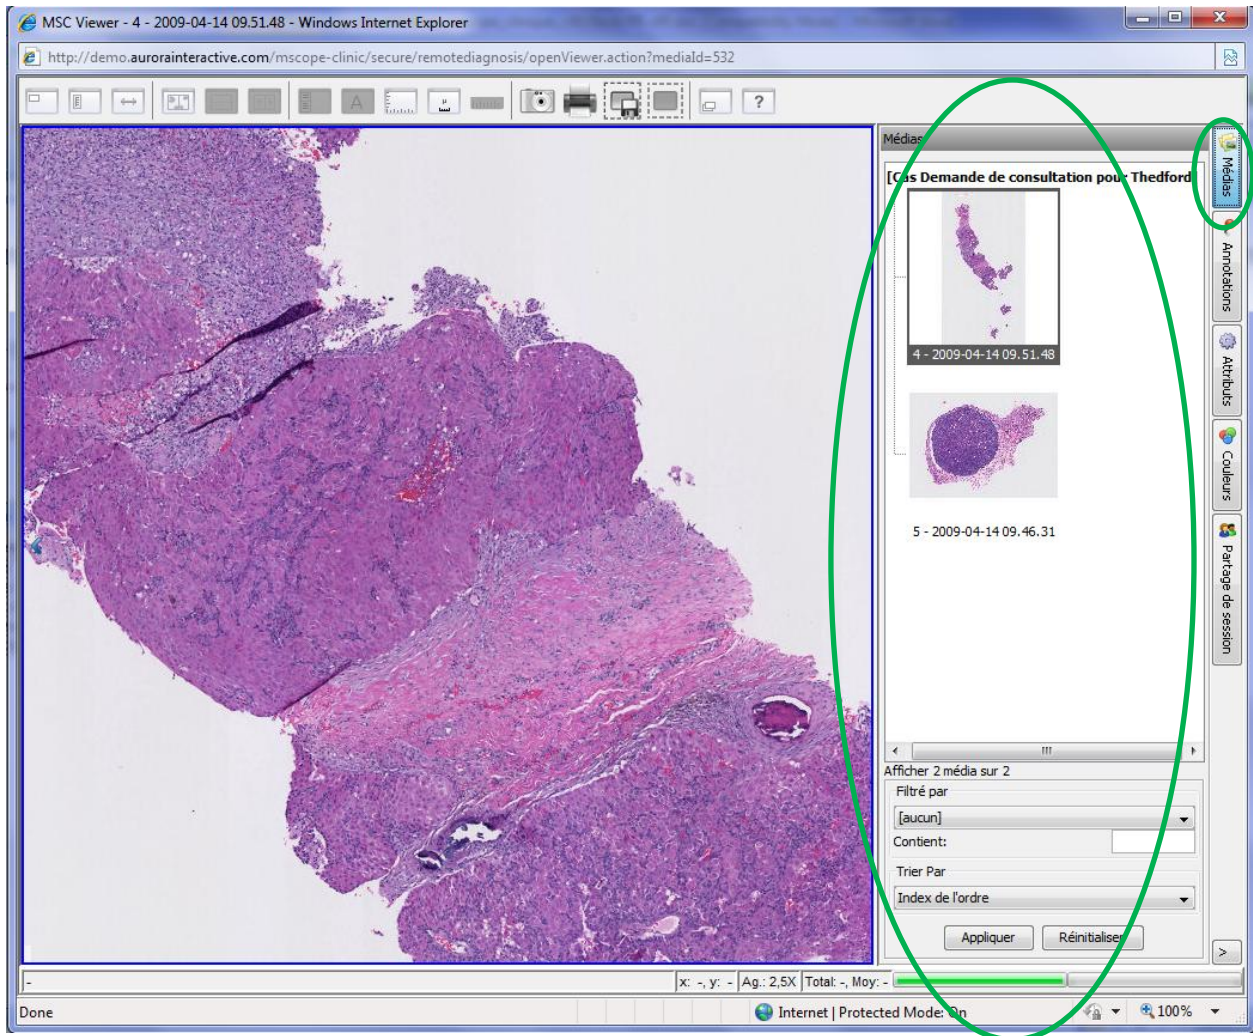 MSC Viewer - 4 - 2009-04-14 09.51.48 - Windows Internet Explorer
http://demo.aurorainteractive.com/mscope-clinic/secure/remotediagnosis/openViewer.action?mediaId=532
A
µ
?
Médias
[Cas Demande de consultation pour Thedford]
4 - 2009-04-14 09.51.48
5 - 2009-04-14 09.46.31
Afficher 2 média sur 2
Filtré par
[aucun]
Contient:
Trier Par
Index de l'ordre
Appliquer
Réinitialiser
Médias
Annotations
Attributs
Couleurs
Partage de session
>
-
x: -, y: -
Ag.: 2,5X
Total: -, Moy: -
Done
Internet | Protected Mode: On
100%